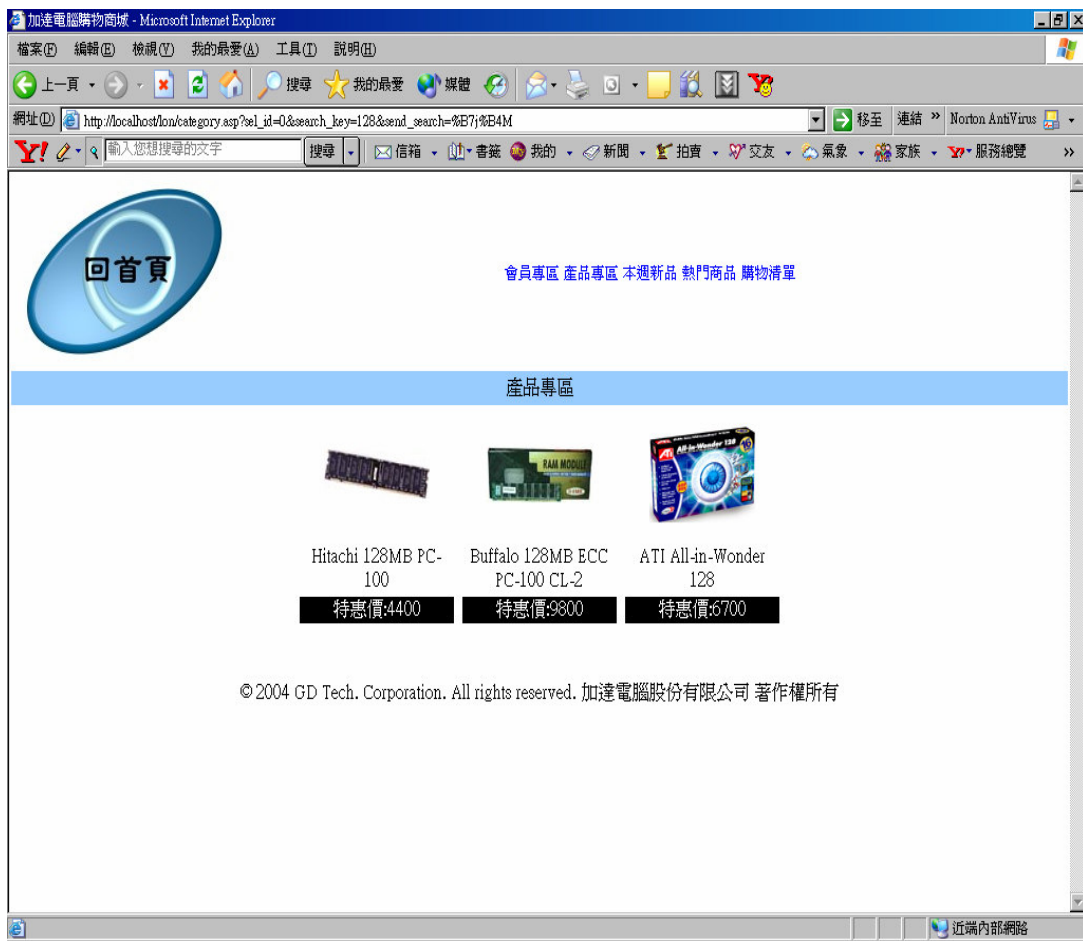 加達電腦購物商城 - Microsoft Internet Explorer
檔案(F) 編輯(E) 檢視(V) 我的最愛(A) 工具(T) 說明(H)
上一頁 搜尋 我的最愛 媒體
網址(D) http://localhost/lon/category.asp?sel_id=0&search_key=128&send_search=%B7j%B4M 移至 連結 » Norton AntiVirus
Y! 輸入您想搜尋的文字 搜尋 信箱 書籤 我的 新聞 拍賣 交友 氣象 家族 Y?! 服務總覽 »
回首頁
會員專區 產品專區 本週新品 熱門商品 購物清單
產品專區
RAM MODULE
ATI All-in-Wonder 128
Hitachi 128MB PC-100
Buffalo 128MB ECC PC-100 CL-2
ATI All-in-Wonder 128
特惠價:4400 特惠價:9800 特惠價:6700
© 2004 GD Tech. Corporation. All rights reserved. 加達電腦股份有限公司 著作權所有
近端內部網路